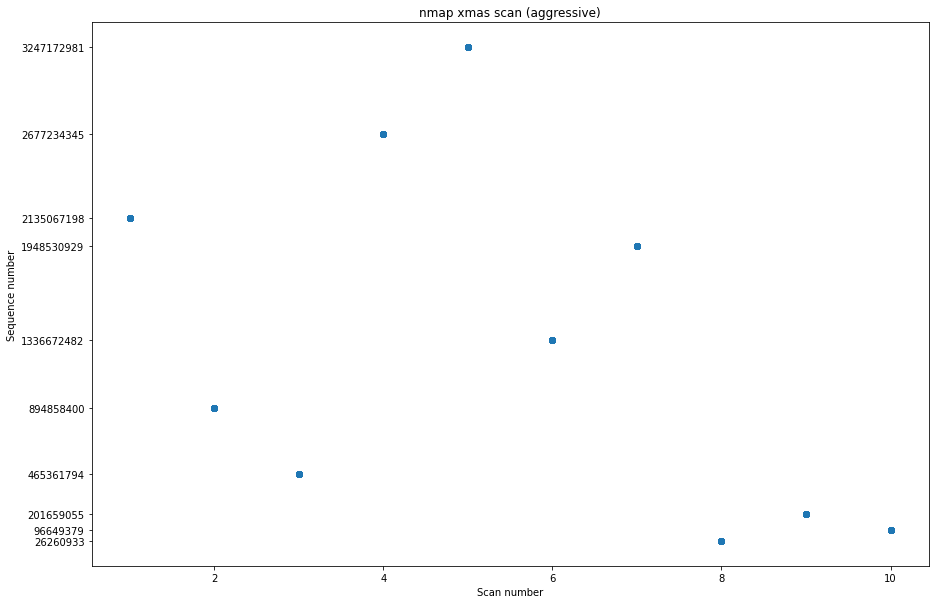 nmap xmas scan (aggressive)
Sequence number
3247172981
2677234345
2135067198
1948530929
1336672482
894858400
465361794
201659055
96649379
26260933
2 4 6 8 10
Scan number